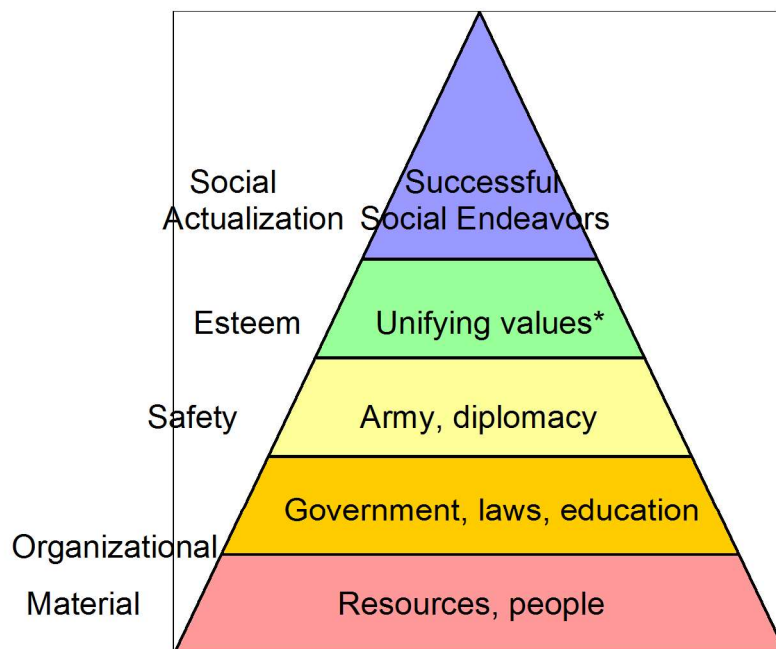 Social
Actualization
Successful
Social Endeavors
Esteem
Unifying values*
Safety
Army, diplomacy
Organizational
Government, laws, education
Material
Resources, people